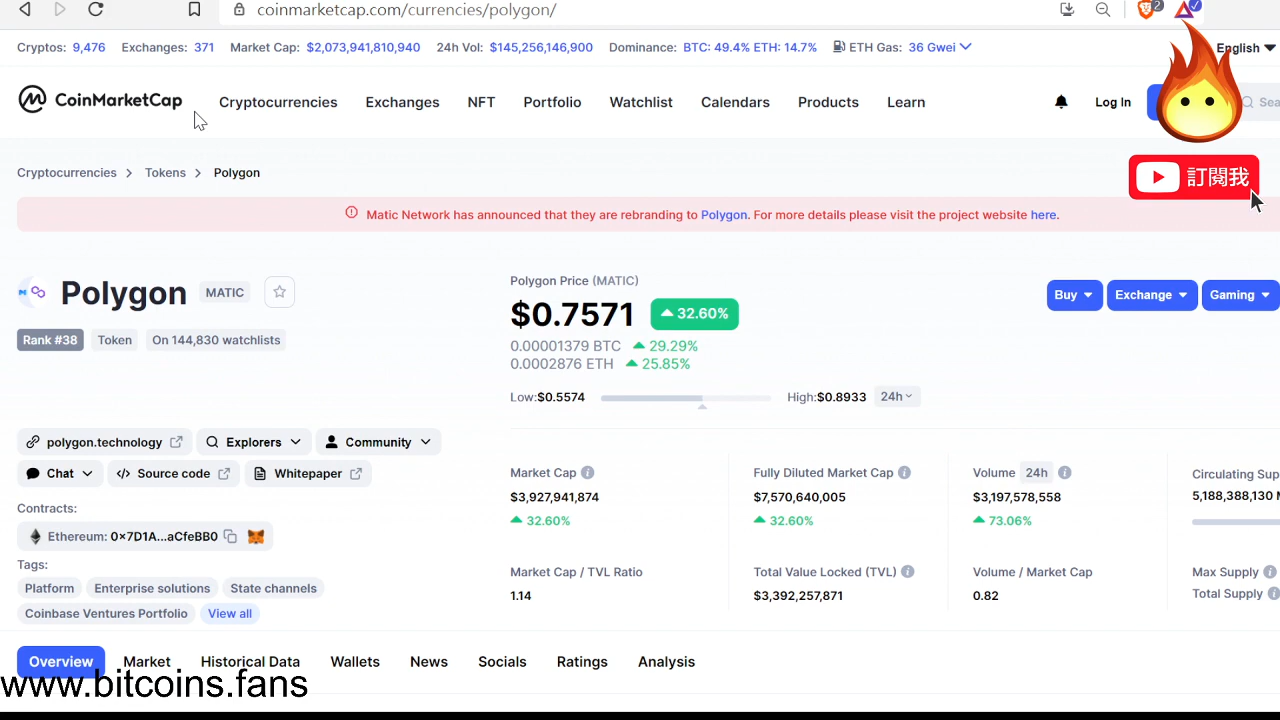 coinmarketcap.com/currencies/polygon/
2
Cryptos: 9,476 Exchanges: 371 Market Cap: $2,073,941,810,940 24h Vol: $145,256,146,900 Dominance: BTC: 49.4% ETH: 14.7% ETH Gas: 36 Gwei English
CoinMarketCap Cryptocurrencies Exchanges NFT Portfolio Watchlist Calendars Products Learn Log In Sea
Cryptocurrencies > Tokens > Polygon
訂閱我
Matic Network has announced that they are rebranding to Polygon. For more details please visit the project website here.
Polygon MATIC
Polygon Price (MATIC)
Buy Exchange Gaming
$0.7571 32.60%
Rank #38 Token On 144,830 watchlists
0.00001379 BTC 29.29%
0.0002876 ETH 25.85%
Low:$0.5574 High:$0.8933 24h
polygon.technology Explorers Community
Chat Source code Whitepaper
Market Cap Fully Diluted Market Cap Volume 24h Circulating Sup
$3,927,941,874 $7,570,640,005 $3,197,578,558 5,188,388,130 M
32.60% 32.60% 73.06%
Contracts:
Ethereum: 0x7D1A...aCfeBB0
Tags:
Platform Enterprise solutions State channels
Coinbase Ventures Portfolio View all
Market Cap / TVL Ratio Total Value Locked (TVL) Volume / Market Cap Max Supply
1.14 $3,392,257,871 0.82 Total Supply
Overview Market Historical Data Wallets News Socials Ratings Analysis
www.bitcoins.fans